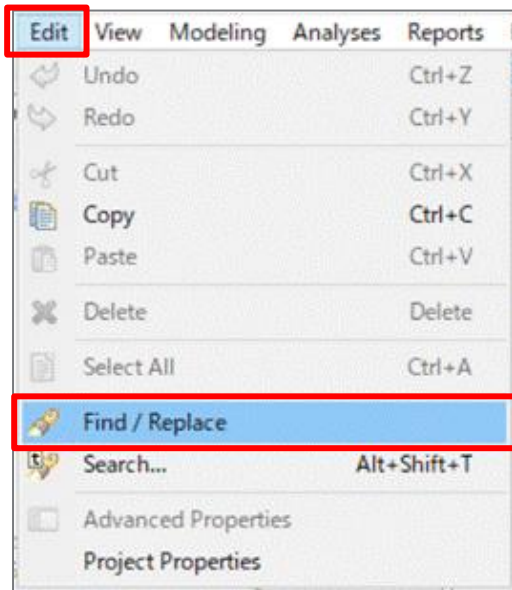 Edit View Modeling Analyses Reports
Undo Ctrl+Z
Redo Ctrl+Y
Cut Ctrl+X
Copy Ctrl+C
Paste Ctrl+V
Delete Delete
Select All Ctrl+A
Find / Replace
Search... Alt+Shift+T
Advanced Properties
Project Properties